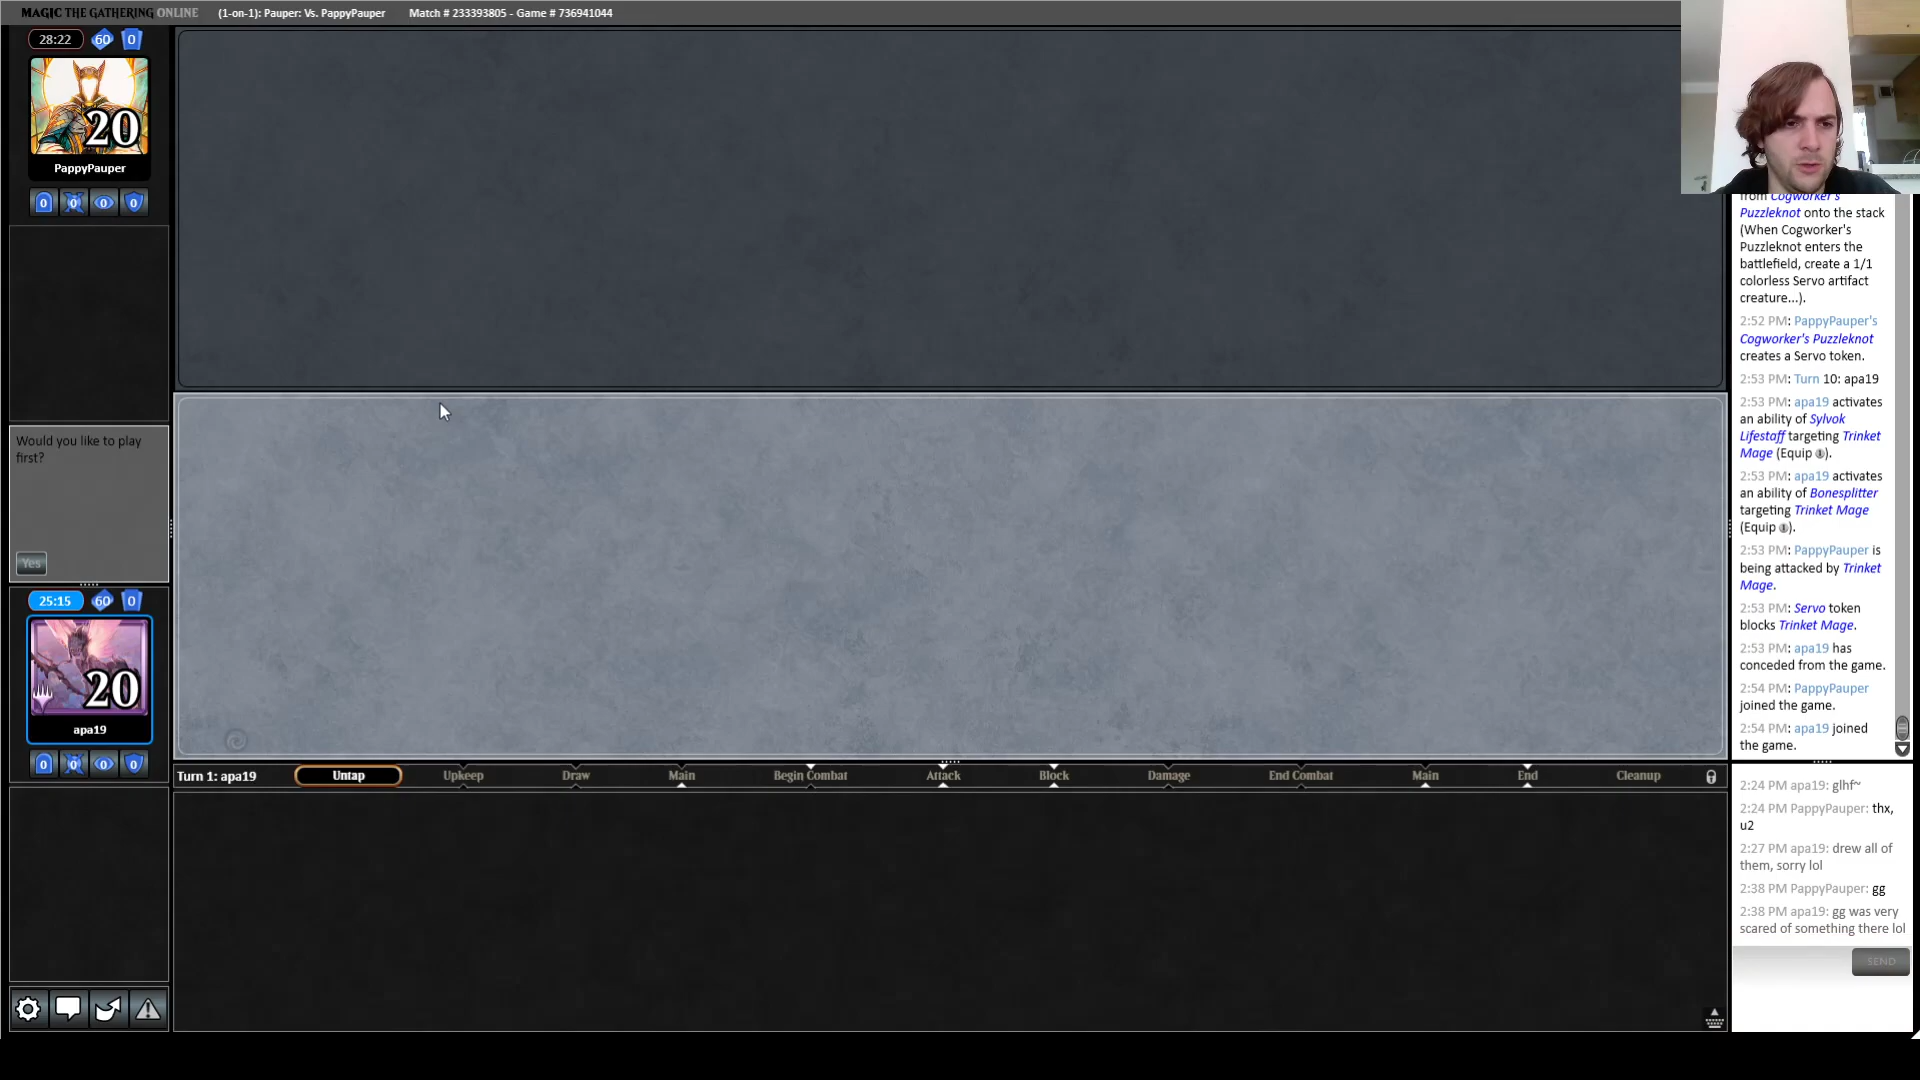 MAGIC THE GATHERING ONLINE (1-on-1): Pauper: Vs. PappyPauper Match # 233393805 - Game # 736941044
28:22 60 0
20
PappyPauper
0 0 0 0
Would you like to play
first?
Yes
25:15 60 0
20
apa19
0 0 0 0
Turn 1: apa19 Untap Upkeep Draw Main Begin Combat Attack Block Damage End Combat Main End Cleanup
from Cogworker's
Puzzleknot onto the stack
(When Cogworker's
Puzzleknot enters the
battlefield, create a 1/1
colorless Servo artifact
creature...).
2:52 PM: PappyPauper's
Cogworker's Puzzleknot
creates a Servo token.
2:53 PM: Turn 10: apa19
2:53 PM: apa19 activates
an ability of Sylvok
Lifestaff targeting Trinket
Mage (Equip 1).
2:53 PM: apa19 activates
an ability of Bonesplitter
targeting Trinket Mage
(Equip 1).
2:53 PM: PappyPauper is
being attacked by Trinket
Mage.
2:53 PM: Servo token
blocks Trinket Mage.
2:53 PM: apa19 has
conceded from the game.
2:54 PM: PappyPauper
joined the game.
2:54 PM: apa19 joined
the game.
2:24 PM apa19: glhf~
2:24 PM PappyPauper: thx,
u2
2:27 PM apa19: drew all of
them, sorry lol
2:38 PM PappyPauper: gg
2:38 PM apa19: gg was very
scared of something there lol
SEND